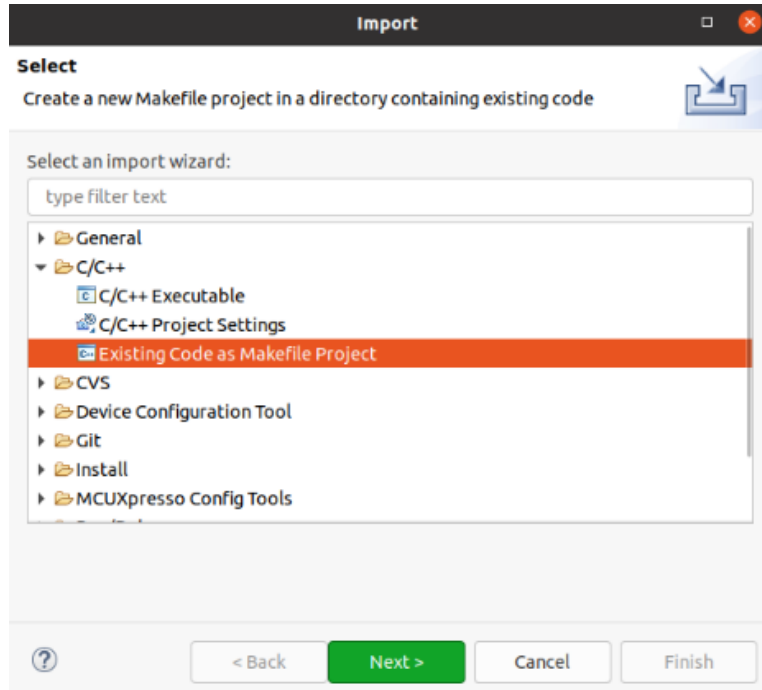 Import
Select
Create a new Makefile project in a directory containing existing code
Select an import wizard:
type filter text
General
C/C++
C/C++ Executable
C/C++ Project Settings
Existing Code as Makefile Project
CVS
Device Configuration Tool
Git
Install
MCUXpresso Config Tools
< Back
Next >
Cancel
Finish